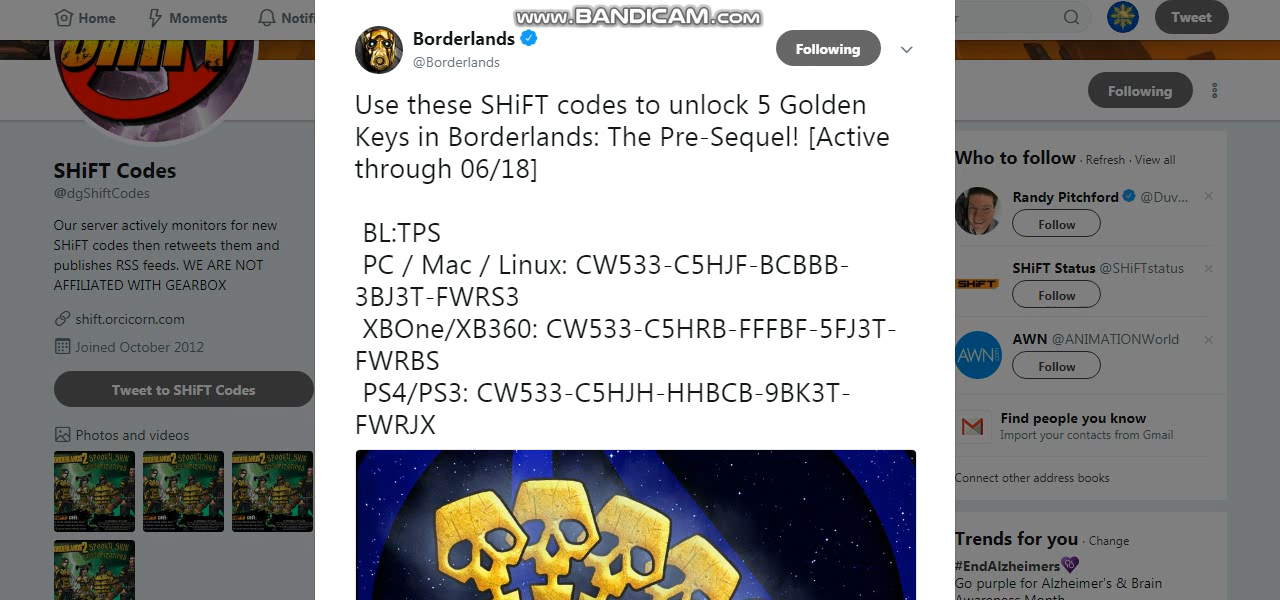 www.BANDICAM.com
Home
Moments
Tweet
SHiFT Codes
@dgShiftCodes
Our server actively monitors for new
SHiFT codes then retweets them and
publishes RSS feeds. WE ARE NOT
AFFILIATED WITH GEARBOX
shift.orcicorn.com
Joined October 2012
Tweet to SHiFT Codes
Photos and videos
Borderlands
@Borderlands
Following
Use these SHiFT codes to unlock 5 Golden
Keys in Borderlands: The Pre-Sequel! [Active
through 06/18]
BL:TPS
PC / Mac / Linux: CW533-C5HJF-BCBBB-
3BJ3T-FWRS3
XBOne/XB360: CW533-C5HRB-FFFBF-5FJ3T-
FWRBS
PS4/PS3: CW533-C5HJH-HHBCB-9BK3T-
FWRJX
Following
Who to follow · Refresh · View all
Randy Pitchford @Duv...
Follow
SHiFT Status @SHiFTstatus
SHiFT
Follow
AWN @ANIMATIONWorld
AWN
Follow
Find people you know
Import your contacts from Gmail
Connect other address books
Trends for you · Change
#EndAlzheimers
Go purple for Alzheimer's & Brain
Awareness Month